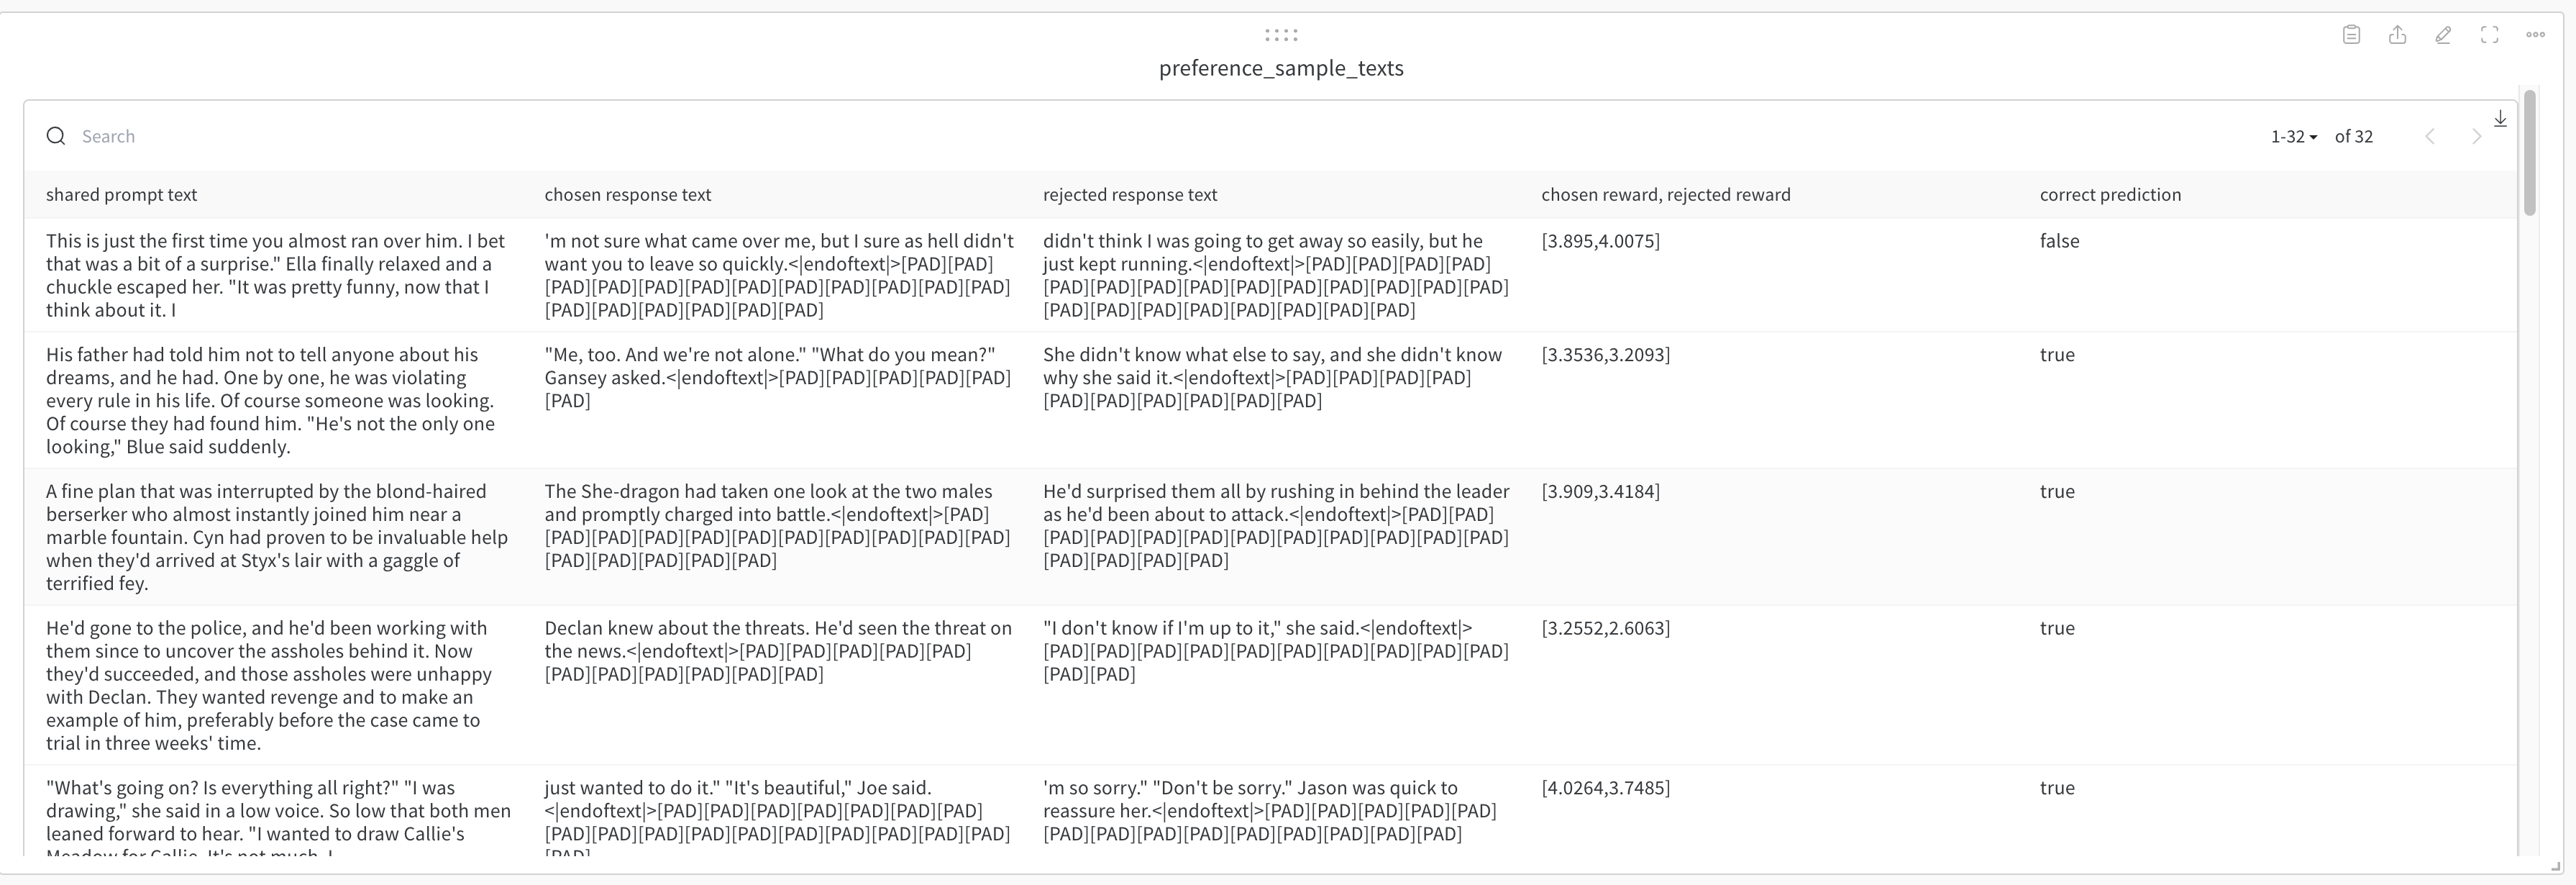 preference_sample_texts
Search
1-32 of 32
shared prompt text
chosen response text
rejected response text
chosen reward, rejected reward
correct prediction
This is just the first time you almost ran over him. I bet
that was a bit of a surprise." Ella finally relaxed and a
chuckle escaped her. "It was pretty funny, now that I
think about it. I
'm not sure what came over me, but I sure as hell didn't
want you to leave so quickly.<|endoftext|>[PAD][PAD]
[PAD][PAD][PAD][PAD][PAD][PAD][PAD][PAD][PAD][PAD]
[PAD][PAD][PAD][PAD][PAD][PAD]
didn't think I was going to get away so easily, but he
just kept running.<|endoftext|>[PAD][PAD][PAD][PAD]
[PAD][PAD][PAD][PAD][PAD][PAD][PAD][PAD][PAD][PAD]
[PAD][PAD][PAD][PAD][PAD][PAD][PAD][PAD]
[3.895,4.0075]
false
His father had told him not to tell anyone about his
dreams, and he had. One by one, he was violating
every rule in his life. Of course someone was looking.
Of course they had found him. "He's not the only one
looking," Blue said suddenly.
"Me, too. And we're not alone." "What do you mean?"
Gansey asked.<|endoftext|>[PAD][PAD][PAD][PAD][PAD]
[PAD]
She didn't know what else to say, and she didn't know
why she said it.<|endoftext|>[PAD][PAD][PAD][PAD]
[PAD][PAD][PAD][PAD][PAD][PAD]
[3.3536,3.2093]
true
A fine plan that was interrupted by the blond-haired
berserker who almost instantly joined him near a
marble fountain. Cyn had proven to be invaluable help
when they'd arrived at Styx's lair with a gaggle of
terrified fey.
The She-dragon had taken one look at the two males
and promptly charged into battle.<|endoftext|>[PAD]
[PAD][PAD][PAD][PAD][PAD][PAD][PAD][PAD][PAD][PAD]
[PAD][PAD][PAD][PAD][PAD]
He'd surprised them all by rushing in behind the leader
as he'd been about to attack.<|endoftext|>[PAD][PAD]
[PAD][PAD][PAD][PAD][PAD][PAD][PAD][PAD][PAD][PAD]
[PAD][PAD][PAD][PAD]
[3.909,3.4184]
true
He'd gone to the police, and he'd been working with
them since to uncover the assholes behind it. Now
they'd succeeded, and those assholes were unhappy
with Declan. They wanted revenge and to make an
example of him, preferably before the case came to
trial in three weeks' time.
Declan knew about the threats. He'd seen the threat on
the news.<|endoftext|>[PAD][PAD][PAD][PAD][PAD]
[PAD][PAD][PAD][PAD][PAD][PAD]
"I don't know if I'm up to it," she said.<|endoftext|>
[PAD][PAD][PAD][PAD][PAD][PAD][PAD][PAD][PAD][PAD]
[PAD][PAD]
[3.2552,2.6063]
true
"What's going on? Is everything all right?" "I was
drawing," she said in a low voice. So low that both men
leaned forward to hear. "I wanted to draw Callie's
Meadow for Callie. It's not much. I
just wanted to do it." "It's beautiful," Joe said.
<|endoftext|>[PAD][PAD][PAD][PAD][PAD][PAD][PAD]
[PAD][PAD][PAD][PAD][PAD][PAD][PAD][PAD][PAD][PAD]
[PAD]
'm so sorry." "Don't be sorry." Jason was quick to
reassure her.<|endoftext|>[PAD][PAD][PAD][PAD][PAD]
[PAD][PAD][PAD][PAD][PAD][PAD][PAD][PAD][PAD]
[4.0264,3.7485]
true